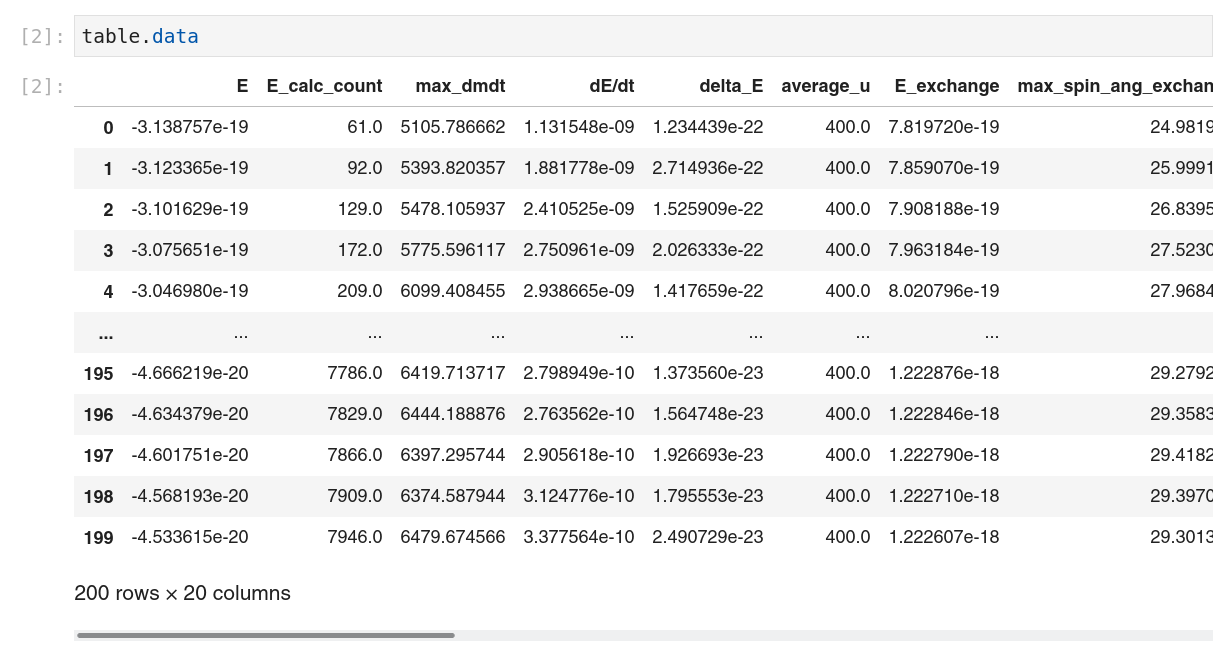 [2]: table.data
[2]:
E E_calc_count max_dmdt dE/dt delta_E average_u E_exchange max_spin_ang_exchan
0 -3.138757e-19 61.0 5105.786662 1.131548e-09 1.234439e-22 400.0 7.819720e-19 24.9819
1 -3.123365e-19 92.0 5393.820357 1.881778e-09 2.714936e-22 400.0 7.859070e-19 25.9991
2 -3.101629e-19 129.0 5478.105937 2.410525e-09 1.525909e-22 400.0 7.908188e-19 26.8395
3 -3.075651e-19 172.0 5775.596117 2.750961e-09 2.026333e-22 400.0 7.963184e-19 27.5230
4 -3.046980e-19 209.0 6099.408455 2.938665e-09 1.417659e-22 400.0 8.020796e-19 27.9684
... ... ... ... ... ... ... ...
195 -4.666219e-20 7786.0 6419.713717 2.798949e-10 1.373560e-23 400.0 1.222876e-18 29.2792
196 -4.634379e-20 7829.0 6444.188876 2.763562e-10 1.564748e-23 400.0 1.222846e-18 29.3583
197 -4.601751e-20 7866.0 6397.295744 2.905618e-10 1.926693e-23 400.0 1.222790e-18 29.4182
198 -4.568193e-20 7909.0 6374.587944 3.124776e-10 1.795553e-23 400.0 1.222710e-18 29.3970
199 -4.533615e-20 7946.0 6479.674566 3.377564e-10 2.490729e-23 400.0 1.222607e-18 29.3013
200 rows × 20 columns